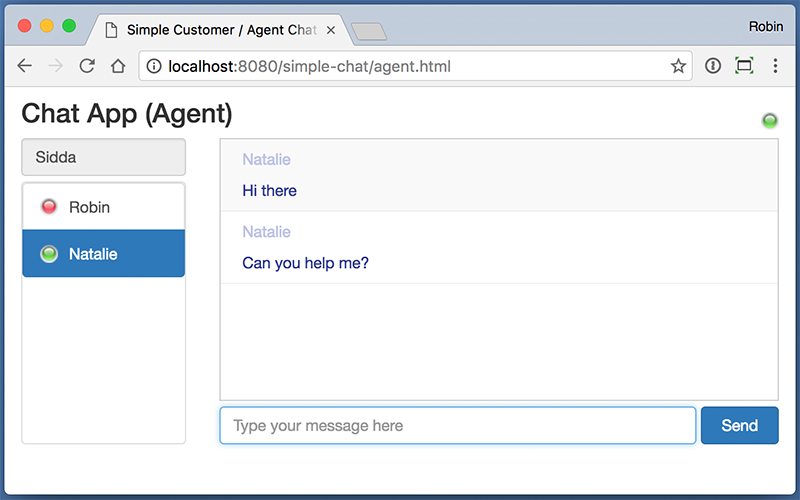 Simple Customer / Agent Chat
Robin
localhost:8080/simple-chat/agent.html
Chat App (Agent)
Sidda
Robin
Natalie
Natalie
Hi there
Natalie
Can you help me?
Type your message here
Send